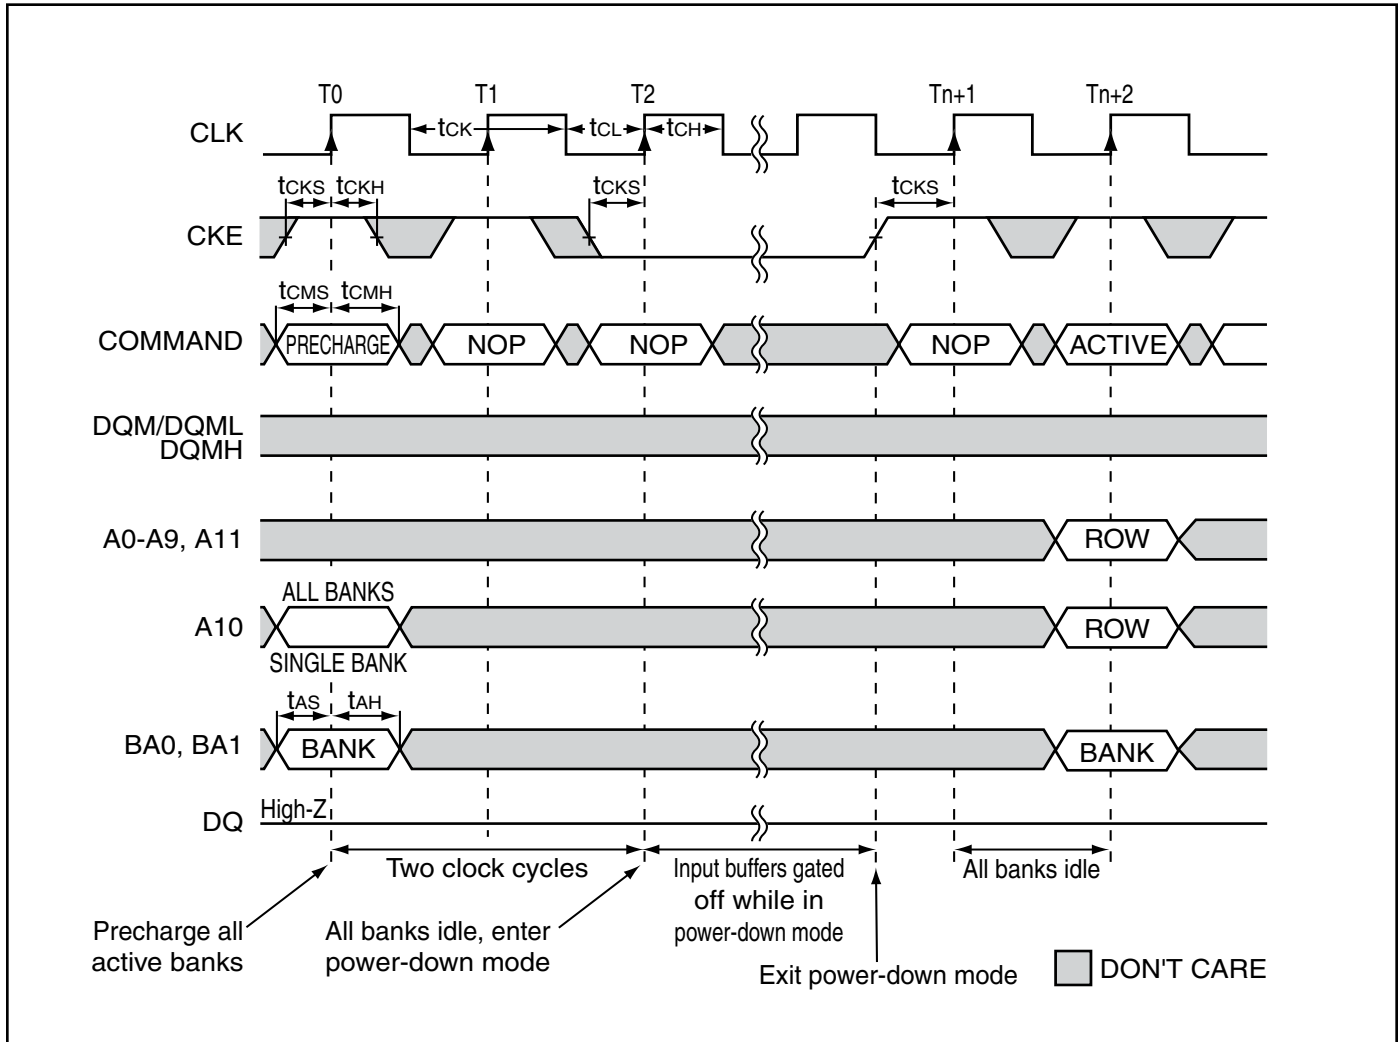 T0 T1 T2 Tn+1 Tn+2
CLK tCK tCL tCH
tCKS tCKH tCKS tCKS
CKE
tCMS tCMH
COMMAND PRECHARGE NOP NOP NOP ACTIVE
DQM/DQML
DQMH
A0-A9, A11 ROW
ALL BANKS
A10 ROW
SINGLE BANK
tAS tAH
BA0, BA1 BANK BANK
High-Z
DQ
Two clock cycles
Input buffers gated
off while in
power-down mode
All banks idle
Precharge all
active banks
All banks idle, enter
power-down mode
Exit power-down mode
DON'T CARE